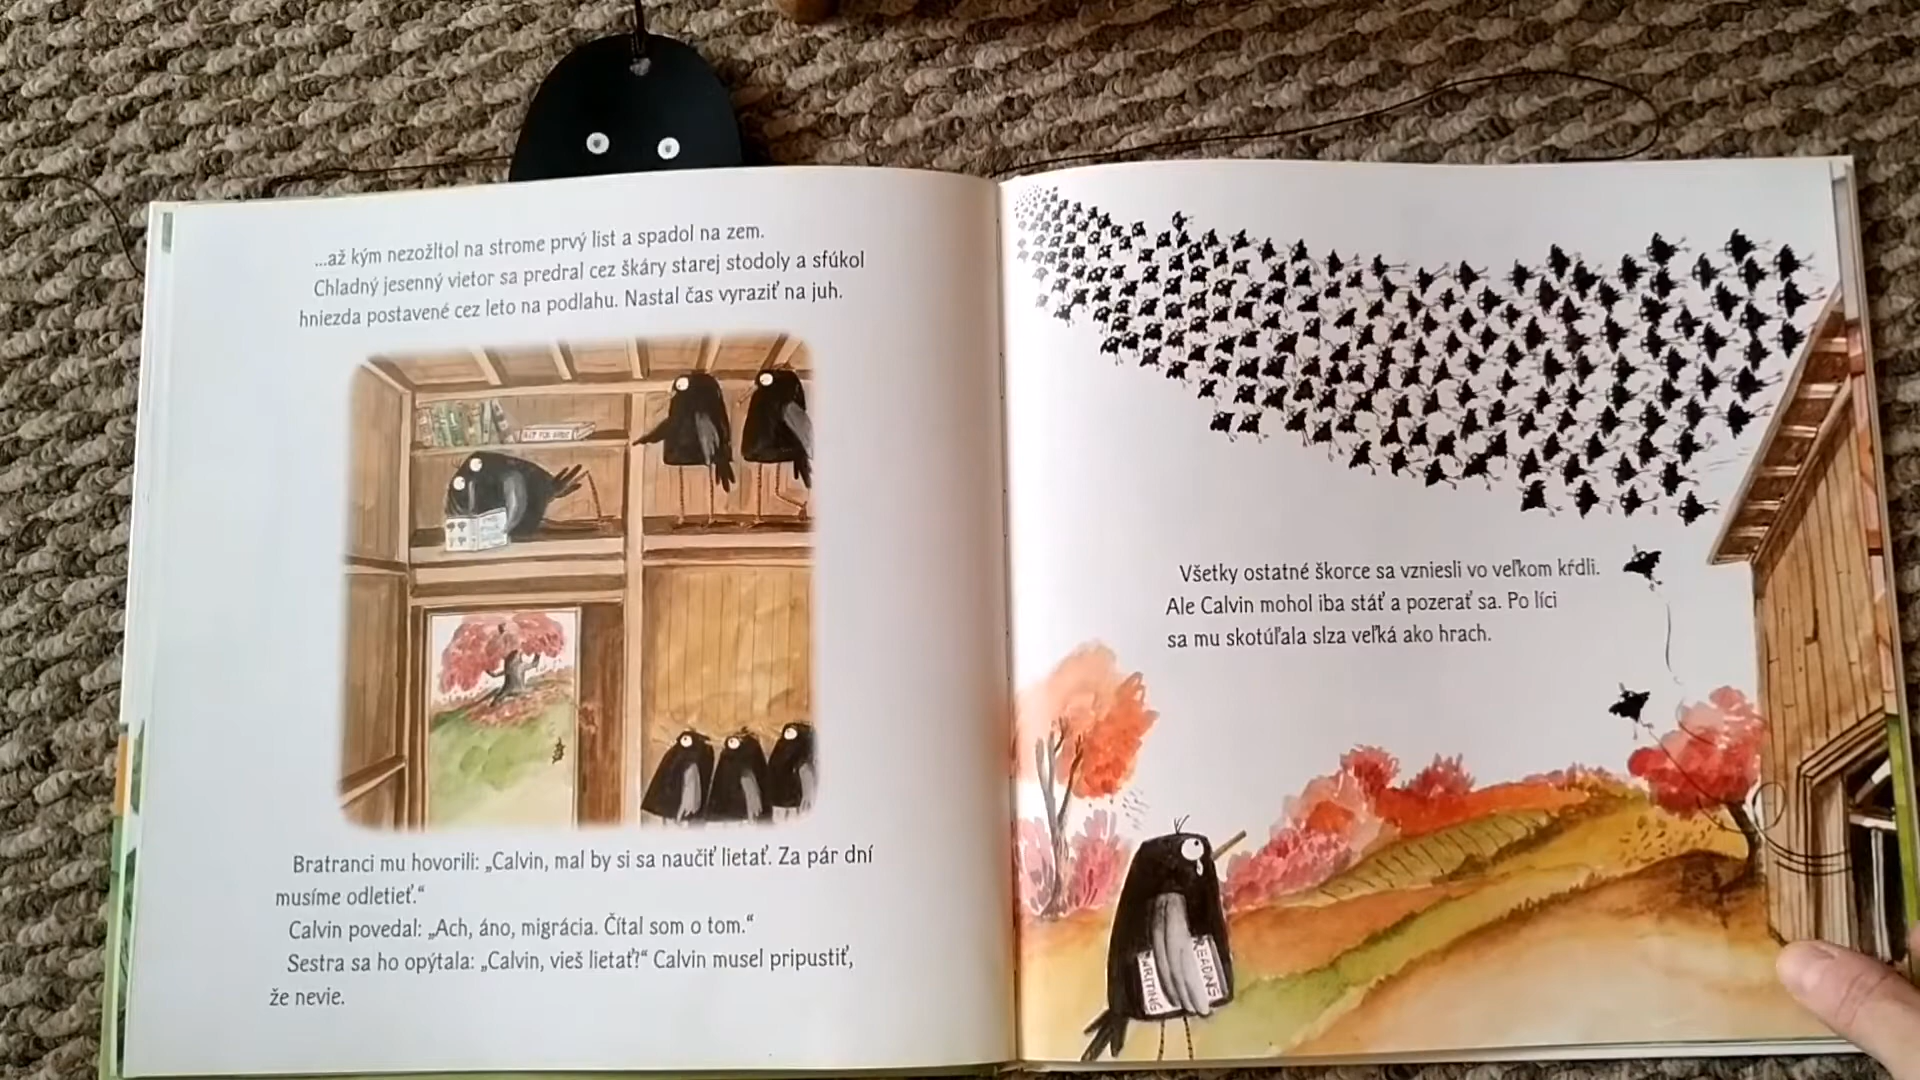 ...až kým nezožltol na strome prvý list a spadol na zem.
Chladný jesenný vietor sa predral cez škáry starej stodoly a sfúkol
hniezda postavené cez leto na podlahu. Nastal čas vyraziť na juh.
Bratranci mu hovorili: „Calvin, mal by si sa naučiť lietať. Za pár dní
musíme odletieť.“
Calvin povedal: „Ach, áno, migrácia. Čítal som o tom.“
Sestra sa ho opýtala: „Calvin, vieš lietať?“ Calvin musel pripustiť,
že nevie.
Všetky ostatné škorce sa vzniesli vo veľkom kŕdli.
Ale Calvin mohol iba stáť a pozerať sa. Po líci
sa mu skotúľala slza veľká ako hrach.
WRITING
READING